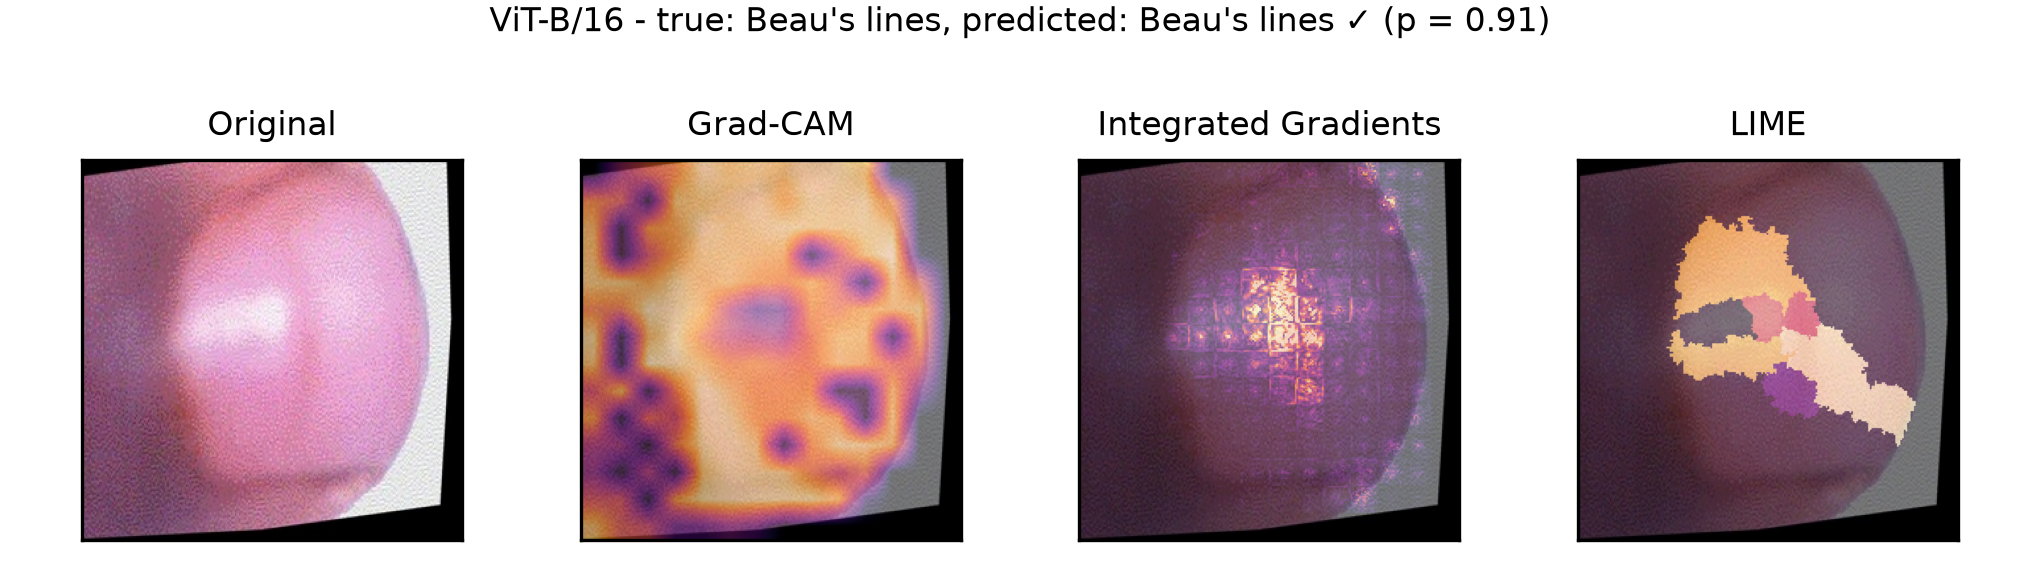 ViT-B/16 - true: Beau's lines, predicted: Beau's lines ✓ (p = 0.91)
Original
Grad-CAM
Integrated Gradients
LIME